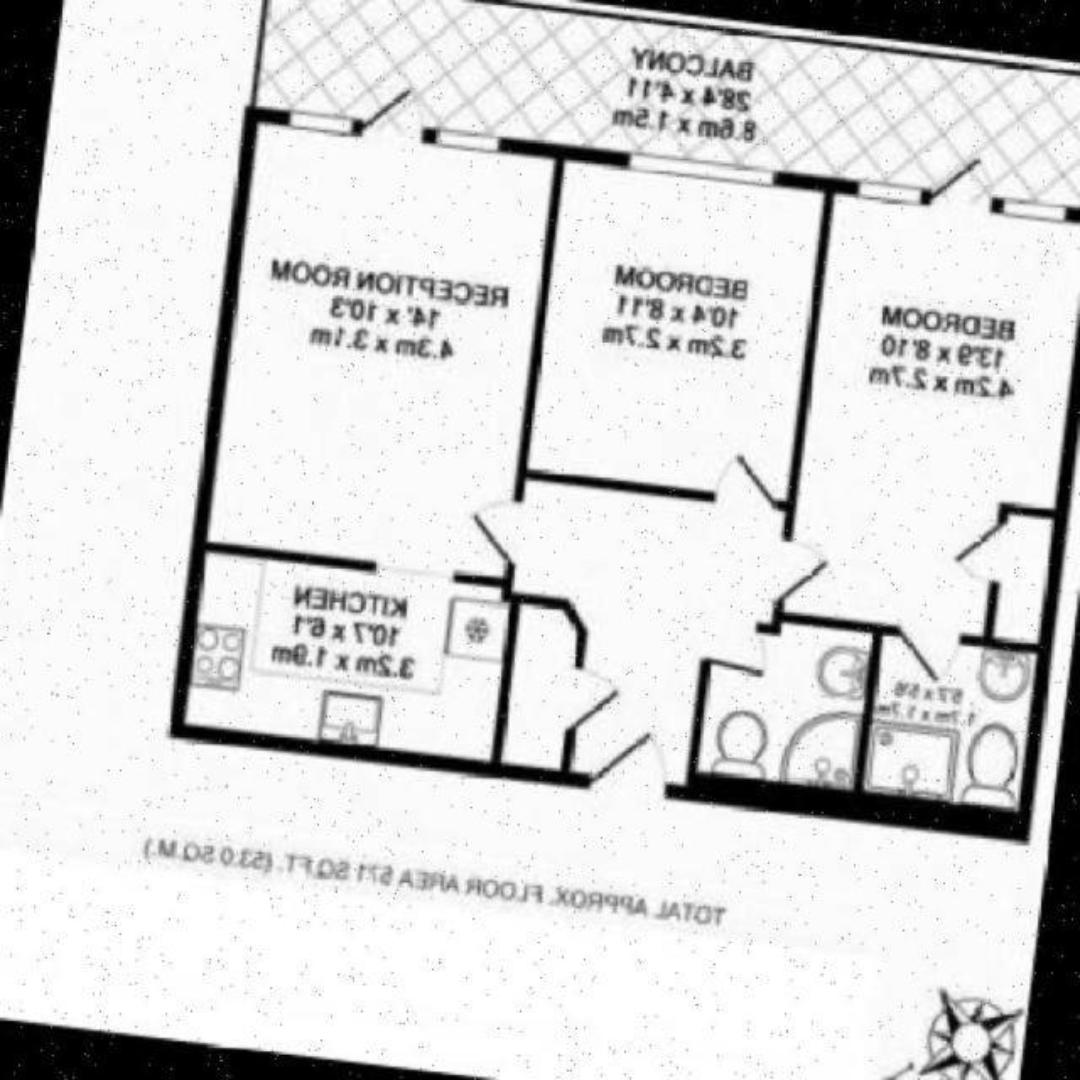 BALCONY
28'4 x 4'11
8.6m x 1.5m
RECEPTION ROOM
14' x 10'3
4.3m x 3.1m
BEDROOM
10'4 x 8'11
3.2m x 2.7m
BEDROOM
13'9 x 8'10
4.2m x 2.7m
KITCHEN
10'7 x 6'1
3.2m x 1.9m
5'7 x 5'6
1.7m x 1.7m
TOTAL APPROX. FLOOR AREA 571 SQ.FT. (53.0 SQ.M.)